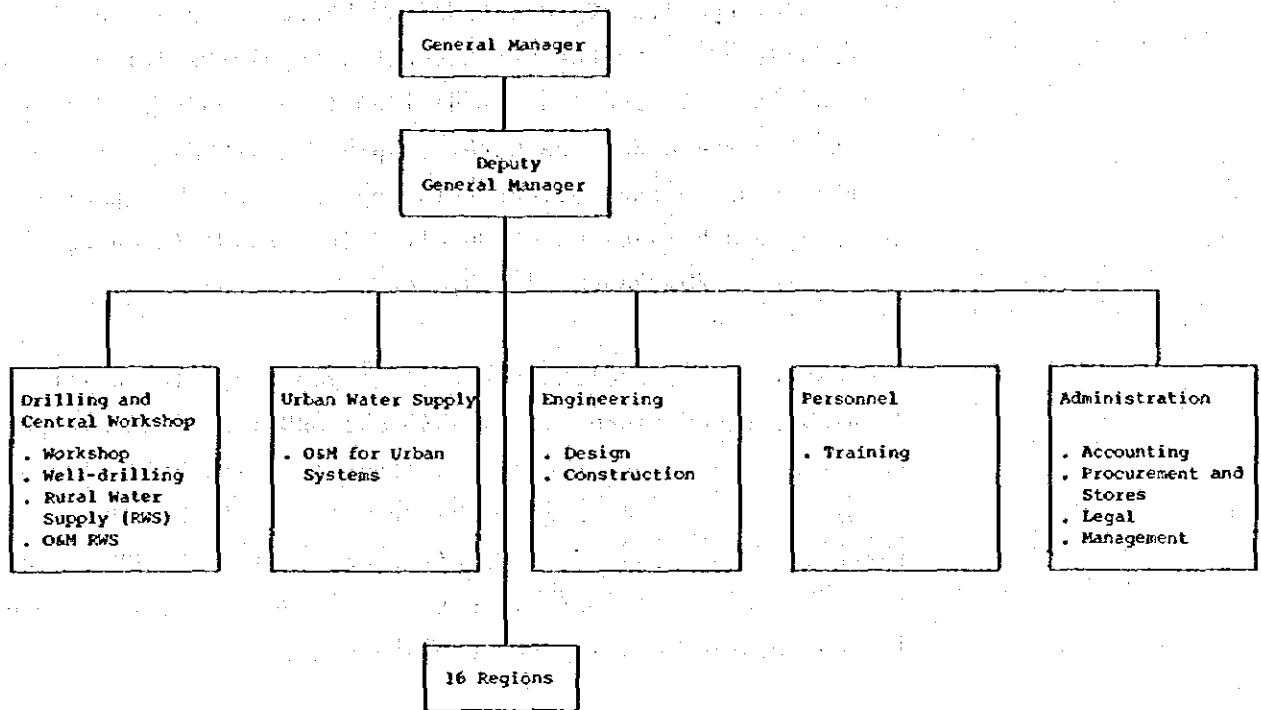 General Manager
Deputy
General Manager
Drilling and
Central Workshop
. Workshop
. Well-drilling
. Rural Water
Supply (RWS)
. O&M RWS
Urban Water Supply
. O&M for Urban
Systems
Engineering
. Design
. Construction
Personnel
. Training
Administration
. Accounting
. Procurement and
Stores
. Legal
. Management
16 Regions